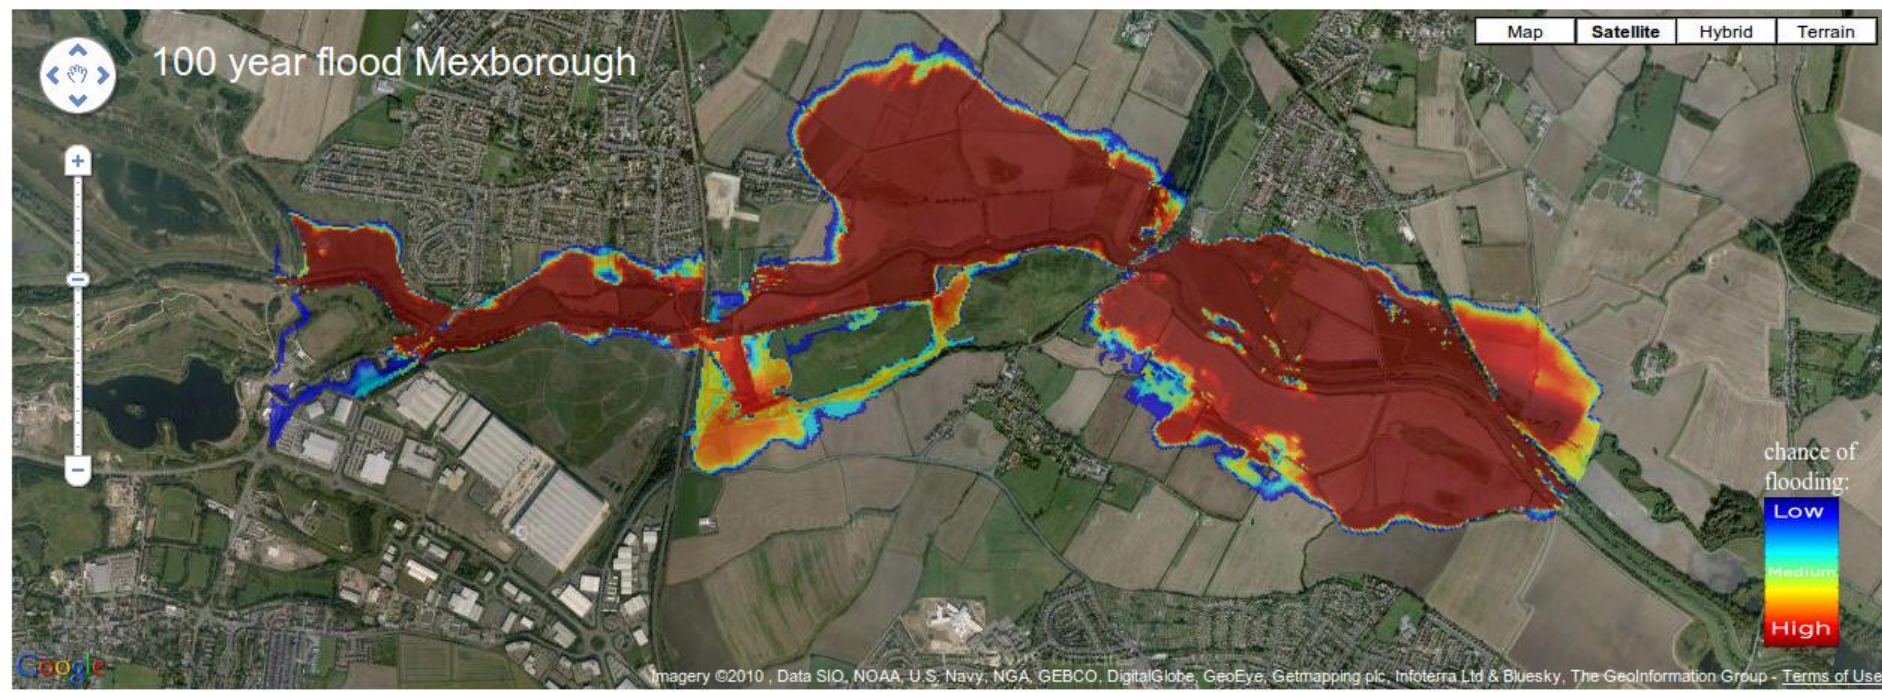 Map Satellite Hybrid Terrain
100 year flood Mexborough
chance of
flooding:
Low
Medium
High
Google
Imagery ©2010 , Data SIO, NOAA, U.S. Navy, NGA, GEBCO, DigitalGlobe, GeoEye, Getmapping plc, Infoterra Ltd & Bluesky, The GeoInformation Group - Terms of Use